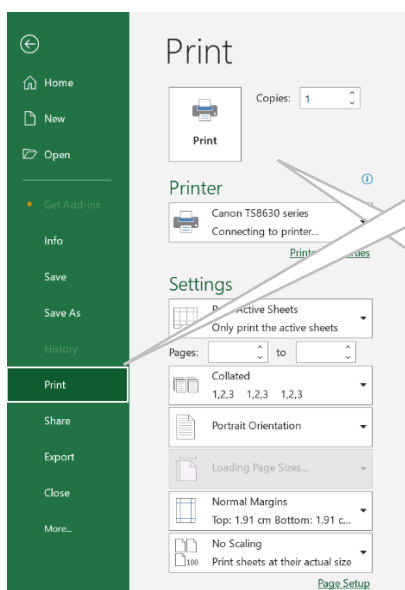 Print
Home
New
Open
Get Add-ins
Info
Save
Save As
History
Print
Share
Export
Close
More...
Copies: 1
Print
Printer
Canon TS8630 series
Connecting to printer...
Settings
Active Sheets
Only print the active sheets
Pages: to
Collated
1,2,3 1,2,3 1,2,3
Portrait Orientation
Loading Page Sizes...
Normal Margins
Top: 1.91 cm Bottom: 1.91 c...
No Scaling
100
Print sheets at their actual size
Page Setup